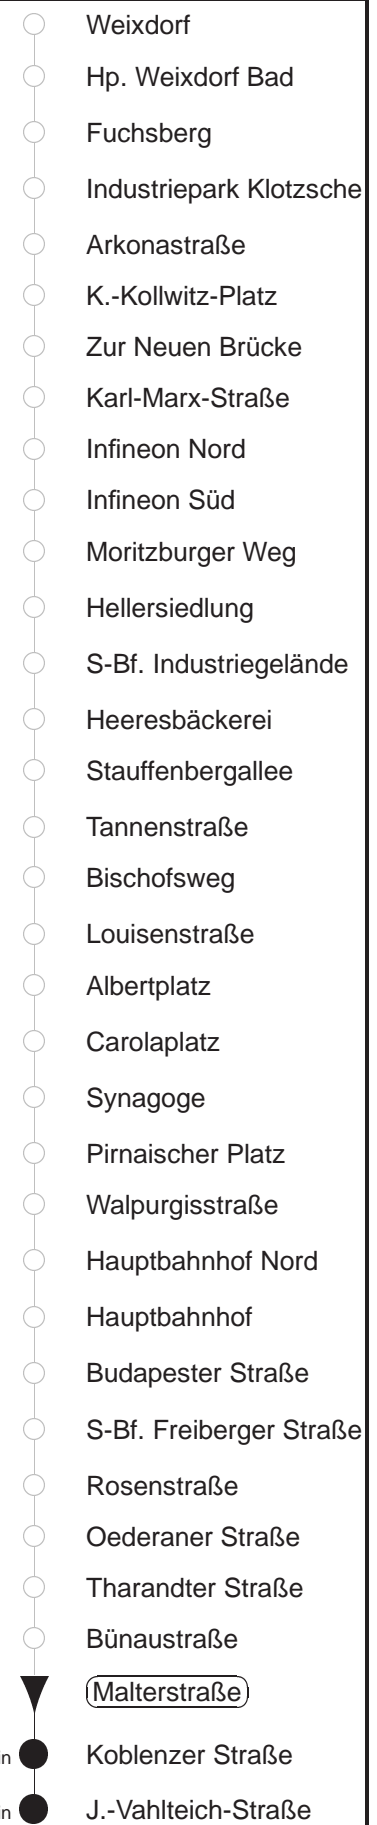 Weixdorf
Hp. Weixdorf Bad
Fuchsberg
Industriepark Klotzsche
Arkonastraße
K.-Kollwitz-Platz
Zur Neuen Brücke
Karl-Marx-Straße
Infineon Nord
Infineon Süd
Moritzburger Weg
Hellersiedlung
S-Bf. Industriegelände
Heeresbäckerei
Stauffenbergallee
Tannenstraße
Bischofsweg
Louisenstraße
Albertplatz
Carolaplatz
Synagoge
Pirnaischer Platz
Walpurgisstraße
Hauptbahnhof Nord
Hauptbahnhof
Budapester Straße
S-Bf. Freiberger Straße
Rosenstraße
Oederaner Straße
Tharandter Straße
Bünaustraße
Malterstraße
in Koblenzer Straße
in J.-Vahlteich-Straße